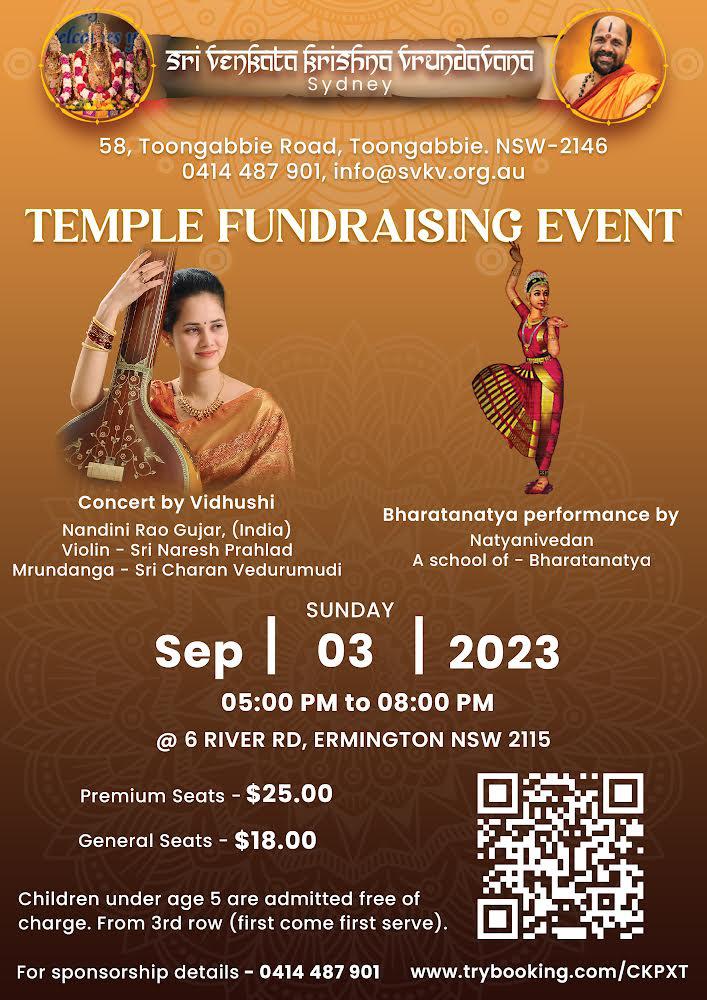 sri venkata krishna vrundavana
Sydney
58, Toongabbie Road, Toongabbie. NSW-2146
0414 487 901, info@svkv.org.au
TEMPLE FUNDRAISING EVENT
Concert by Vidhushi
Nandini Rao Gujar, (India)
Violin - Sri Naresh Prahlad
Mrundanga - Sri Charan Vedurumudi
Bharatanatya performance by
Natyanivedan
A school of - Bharatanatya
SUNDAY
Sep | 03 | 2023
05:00 PM to 08:00 PM
@ 6 RIVER RD, ERMINGTON NSW 2115
Premium Seats - $25.00
General Seats - $18.00
Children under age 5 are admitted free of
charge. From 3rd row (first come first serve).
For sponsorship details - 0414 487 901
www.trybooking.com/CKPXT